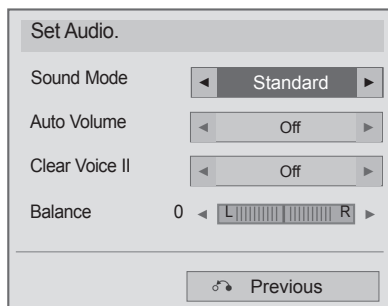 Set Audio.
Sound Mode ◄ Standard ►
Auto Volume ◄ Off ►
Clear Voice II ◄ Off ►
Balance 0 ◄ L R ►
Previous